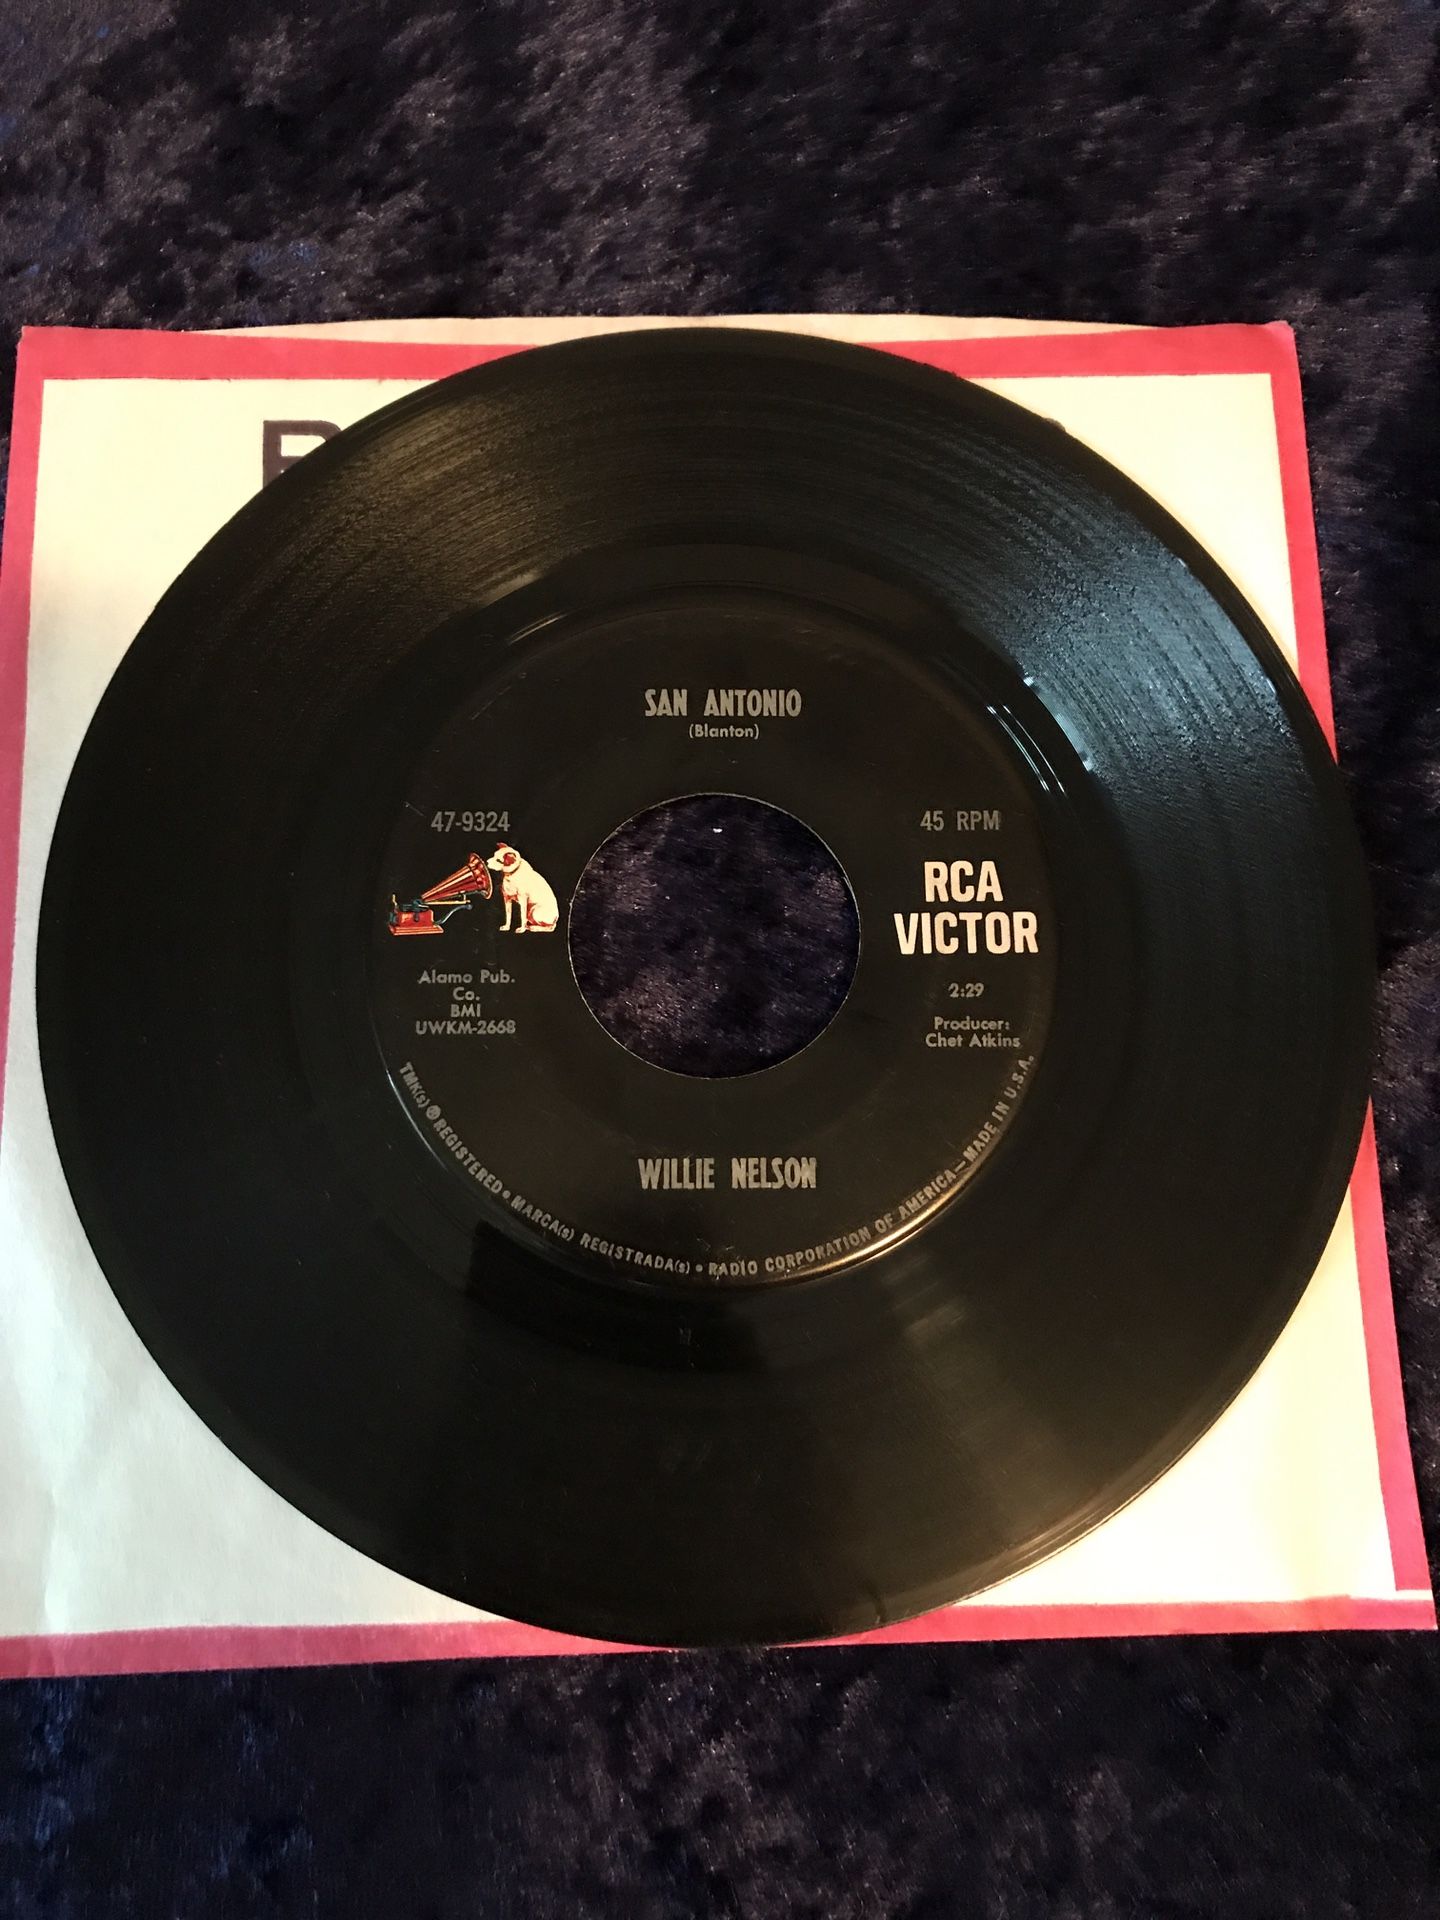 SAN ANTONIO
(Blanton)
47-9324
45 RPM
RCA
VICTOR
Alamo Pub.
Co.
BMI
UWKM-2668
2:29
Producer:
Chet Atkins
WILLIE NELSON
TMK(s) ® REGISTERED • MARCA(s) REGISTRADA(s) • RADIO CORPORATION OF AMERICA—MADE IN U.S.A.